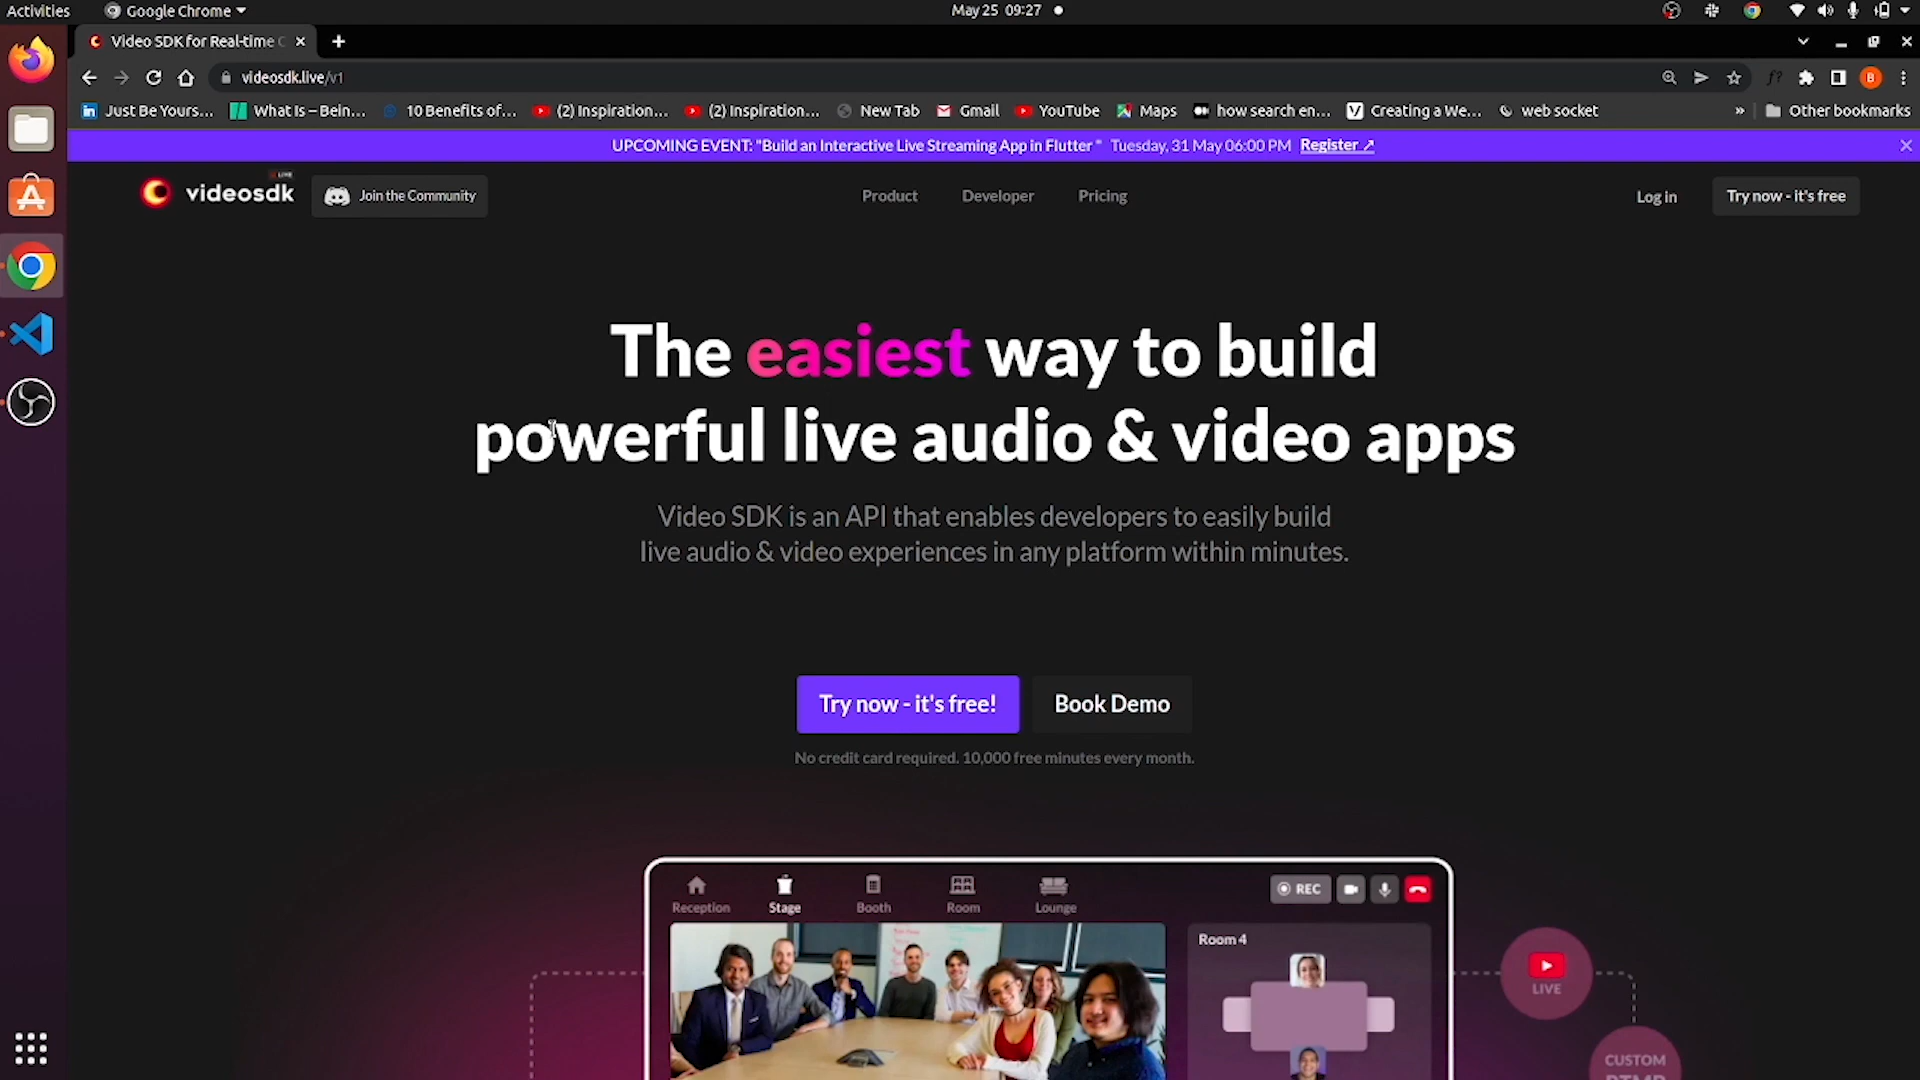 Activities
Google Chrome
May 25 09:27
Video SDK for Real-time C
videosdk.live/v1
B
Just Be Yours...
What Is – Bein...
10 Benefits of...
(2) Inspiration...
(2) Inspiration...
New Tab
Gmail
YouTube
Maps
how search en...
Creating a We...
web socket
»
Other bookmarks
UPCOMING EVENT: "Build an Interactive Live Streaming App in Flutter " Tuesday, 31 May 06:00 PM Register ↗
LIVE
videosdk
Join the Community
Product
Developer
Pricing
Log in
Try now - it's free
The easiest way to build
powerful live audio & video apps
Video SDK is an API that enables developers to easily build
live audio & video experiences in any platform within minutes.
Try now - it's free!
Book Demo
No credit card required. 10,000 free minutes every month.
Reception
Stage
Booth
Room
Lounge
REC
Room 4
LIVE
CUSTOM